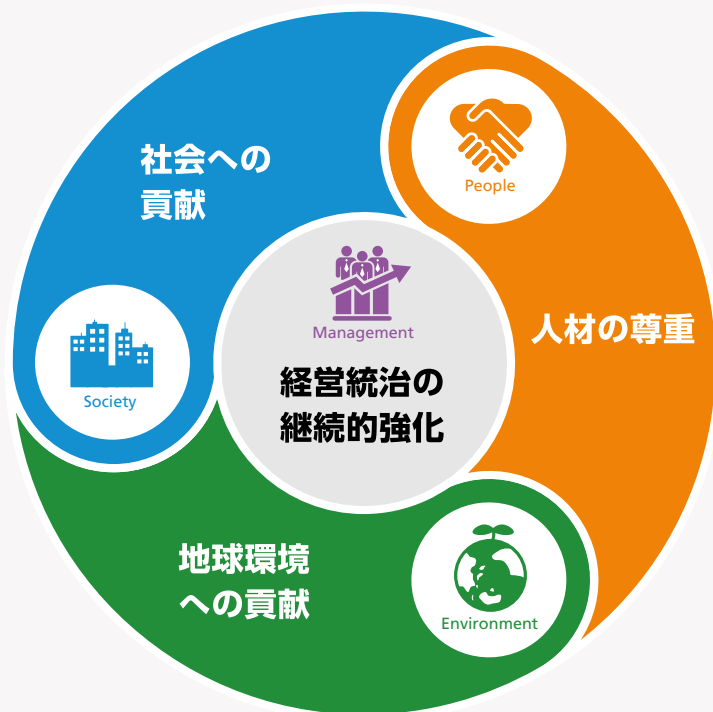 社会への
貢献
Society
People
人材の尊重
Management
経営統治の
継続的強化
地球環境
への貢献
Environment